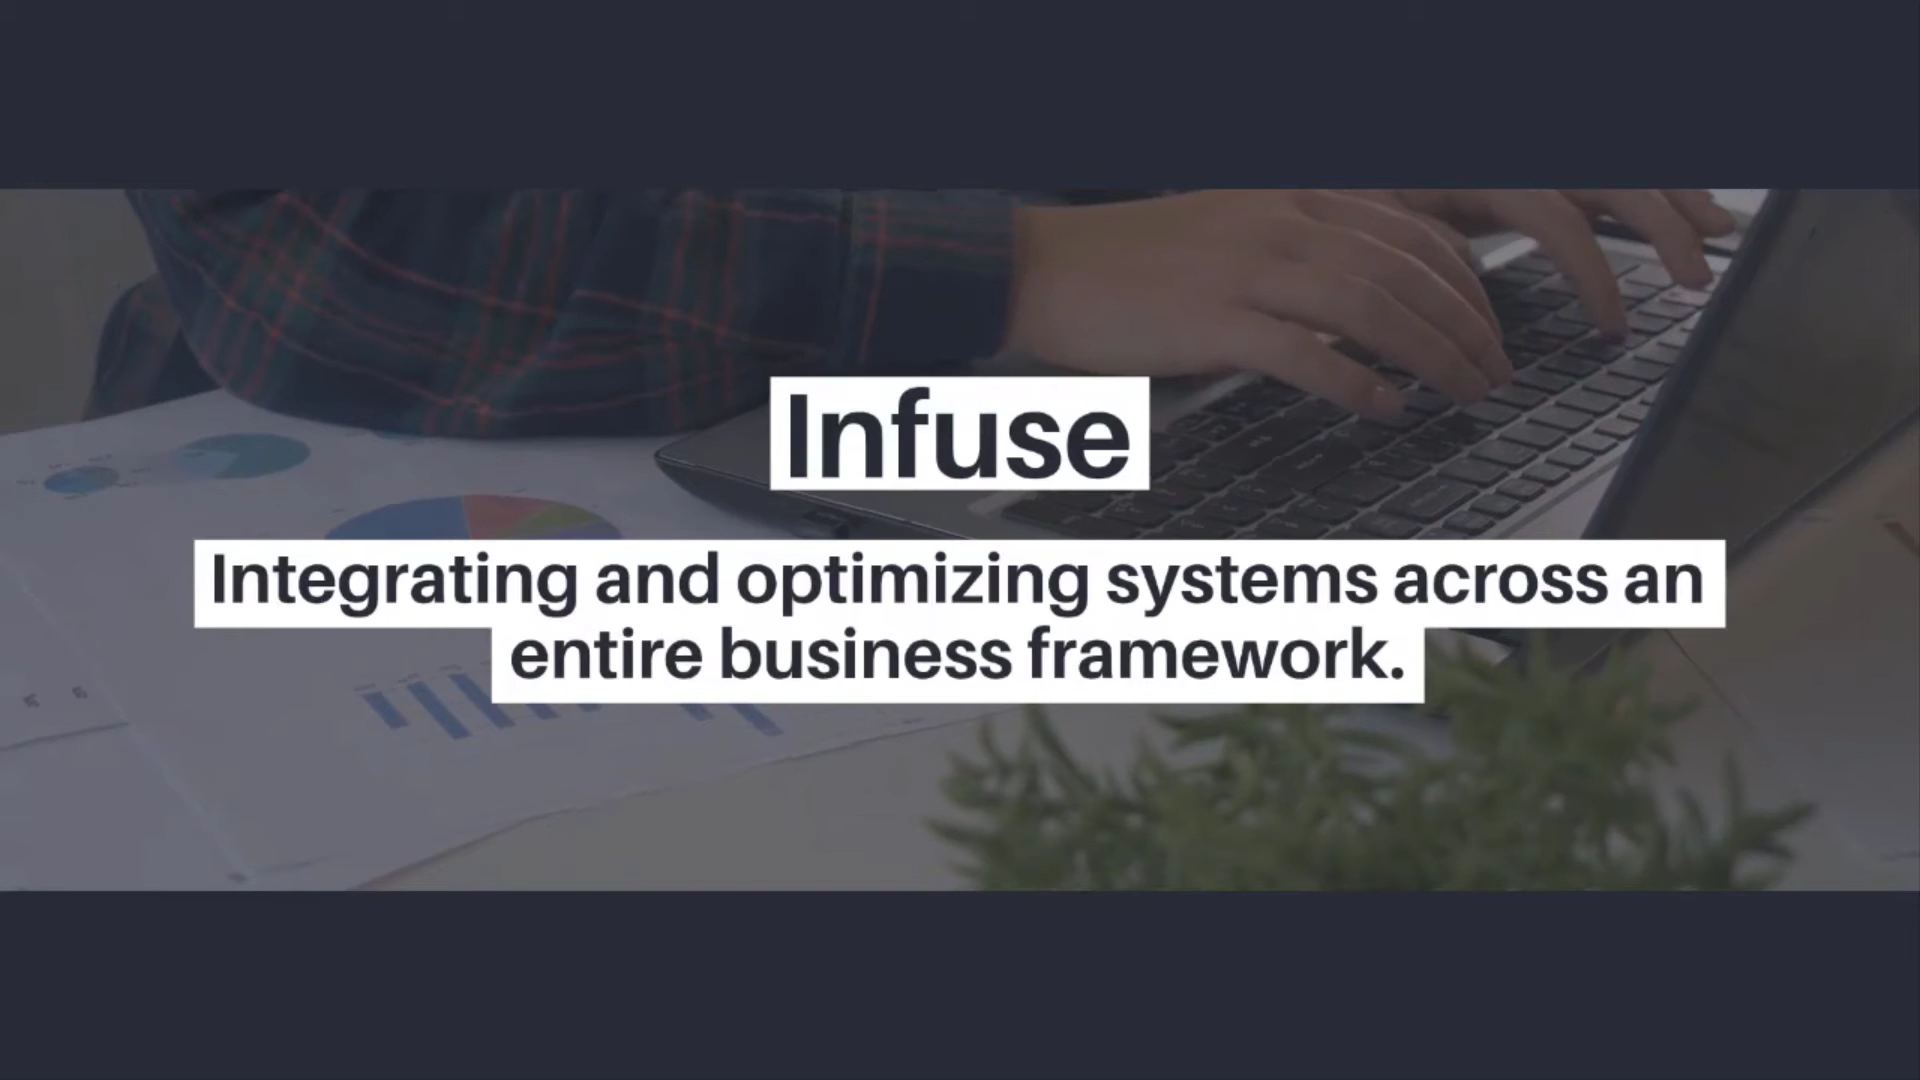 Infuse
Integrating and optimizing systems across an
entire business framework.